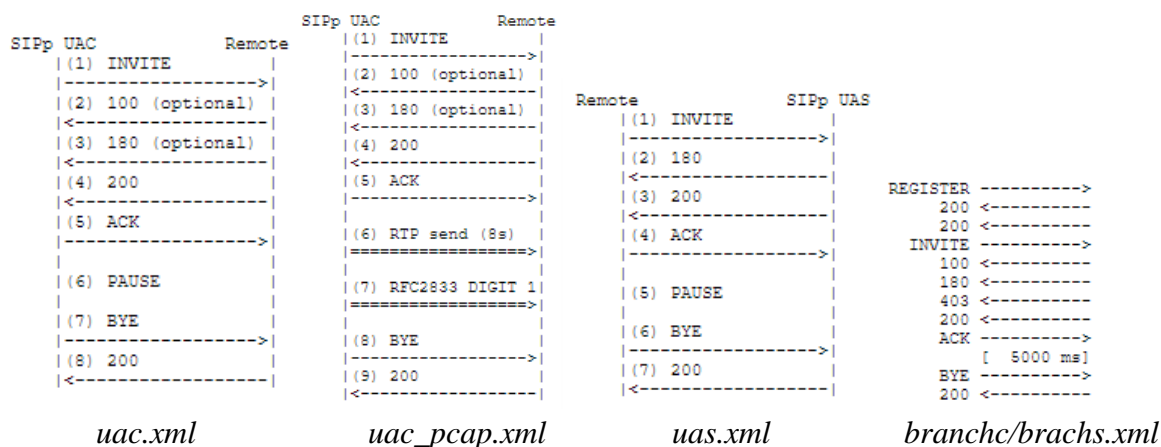 SIPp UAC Remote
|(1) INVITE |
|------------------->|
|(2) 100 (optional) |
|<-------------------|
|(3) 180 (optional) |
|<-------------------|
|(4) 200 |
|<-------------------|
|(5) ACK |
|------------------->|
| |
|(6) PAUSE |
| |
|(7) BYE |
|------------------->|
|(8) 200 |
|<-------------------|
uac.xml
SIPp UAC Remote
|(1) INVITE |
|------------------>|
|(2) 100 (optional) |
|<------------------|
|(3) 180 (optional) |
|<------------------|
|(4) 200 |
|<------------------|
|(5) ACK |
|------------------>|
| |
|(6) RTP send (8s) |
|==================>|
| |
|(7) RFC2833 DIGIT 1|
|==================>|
| |
|(8) BYE |
|------------------>|
|(9) 200 |
|<------------------|
uac_pcap.xml
Remote SIPp UAS
|(1) INVITE |
|------------------>|
|(2) 180 |
|<------------------|
|(3) 200 |
|<------------------|
|(4) ACK |
|------------------>|
| |
|(5) PAUSE |
| |
|(6) BYE |
|------------------>|
|(7) 200 |
|<------------------|
uas.xml
REGISTER ---------->
200 <----------
200 <----------
INVITE ---------->
100 <----------
180 <----------
403 <----------
200 <----------
ACK ---------->
[ 5000 ms]
BYE ---------->
200 <----------
branchc/brachs.xml